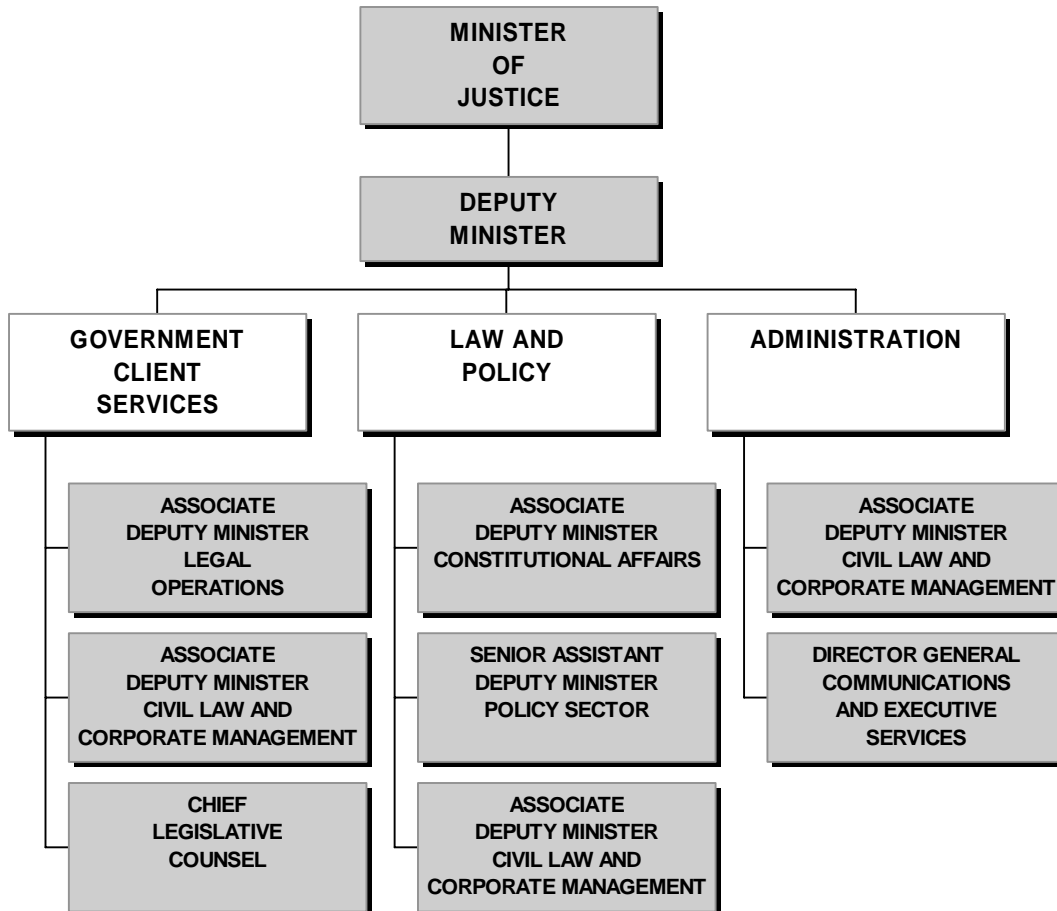 MINISTER
OF
JUSTICE
DEPUTY
MINISTER
GOVERNMENT
CLIENT
SERVICES
LAW AND
POLICY
ADMINISTRATION
ASSOCIATE
DEPUTY MINISTER
LEGAL
OPERATIONS
ASSOCIATE
DEPUTY MINISTER
CIVIL LAW AND
CORPORATE MANAGEMENT
CHIEF
LEGISLATIVE
COUNSEL
ASSOCIATE
DEPUTY MINISTER
CONSTITUTIONAL AFFAIRS
SENIOR ASSISTANT
DEPUTY MINISTER
POLICY SECTOR
ASSOCIATE
DEPUTY MINISTER
CIVIL LAW AND
CORPORATE MANAGEMENT
ASSOCIATE
DEPUTY MINISTER
CIVIL LAW AND
CORPORATE MANAGEMENT
DIRECTOR GENERAL
COMMUNICATIONS
AND EXECUTIVE
SERVICES